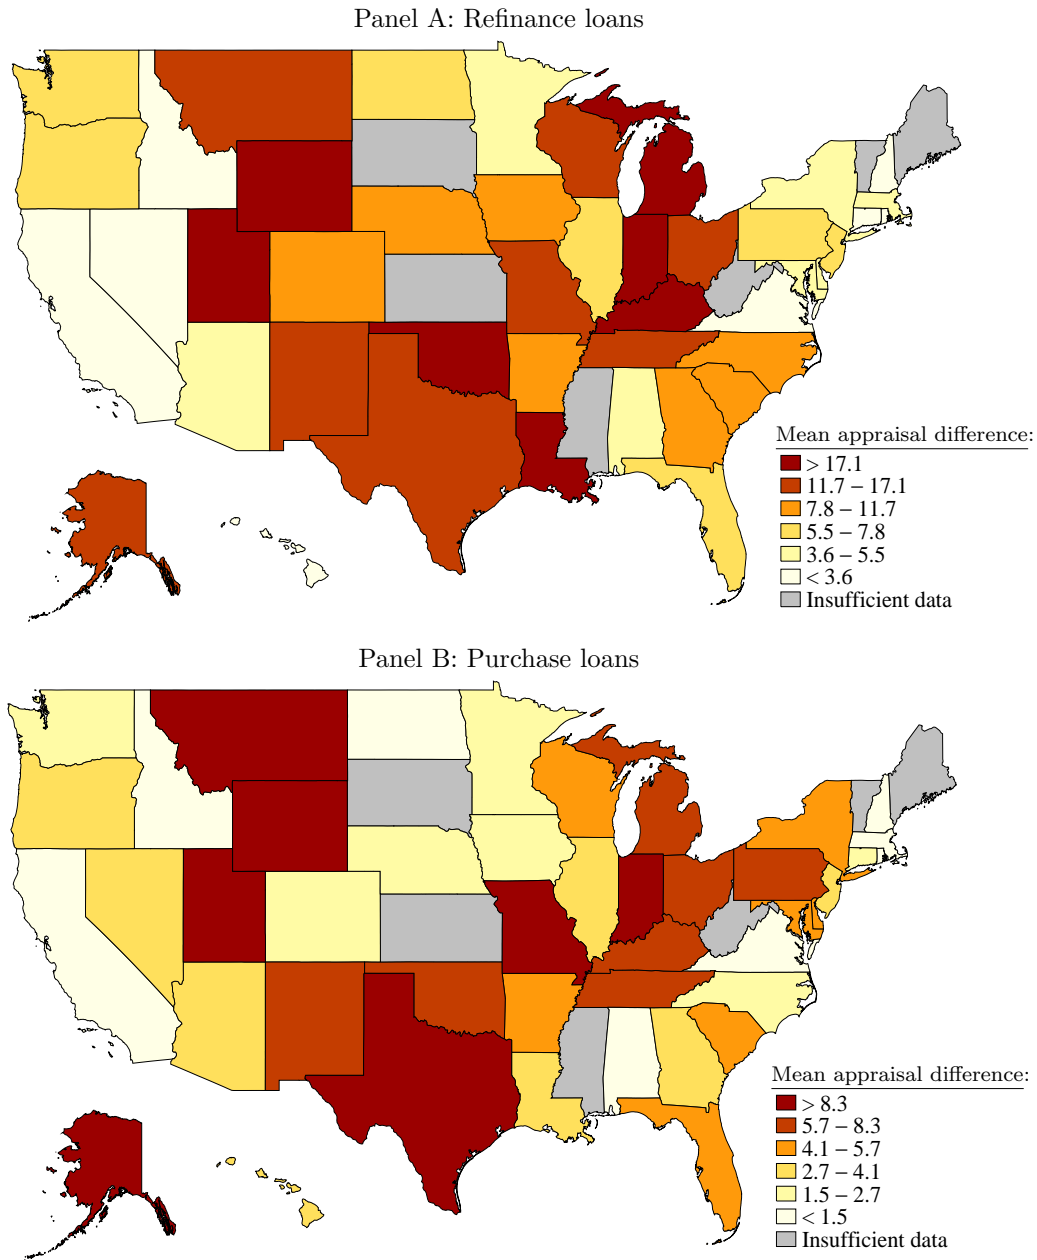 Panel A: Refinance loans
Mean appraisal difference:
> 17.1
11.7 – 17.1
7.8 – 11.7
5.5 – 7.8
3.6 – 5.5
< 3.6
Insufficient data
Panel B: Purchase loans
Mean appraisal difference:
> 8.3
5.7 – 8.3
4.1 – 5.7
2.7 – 4.1
1.5 – 2.7
< 1.5
Insufficient data